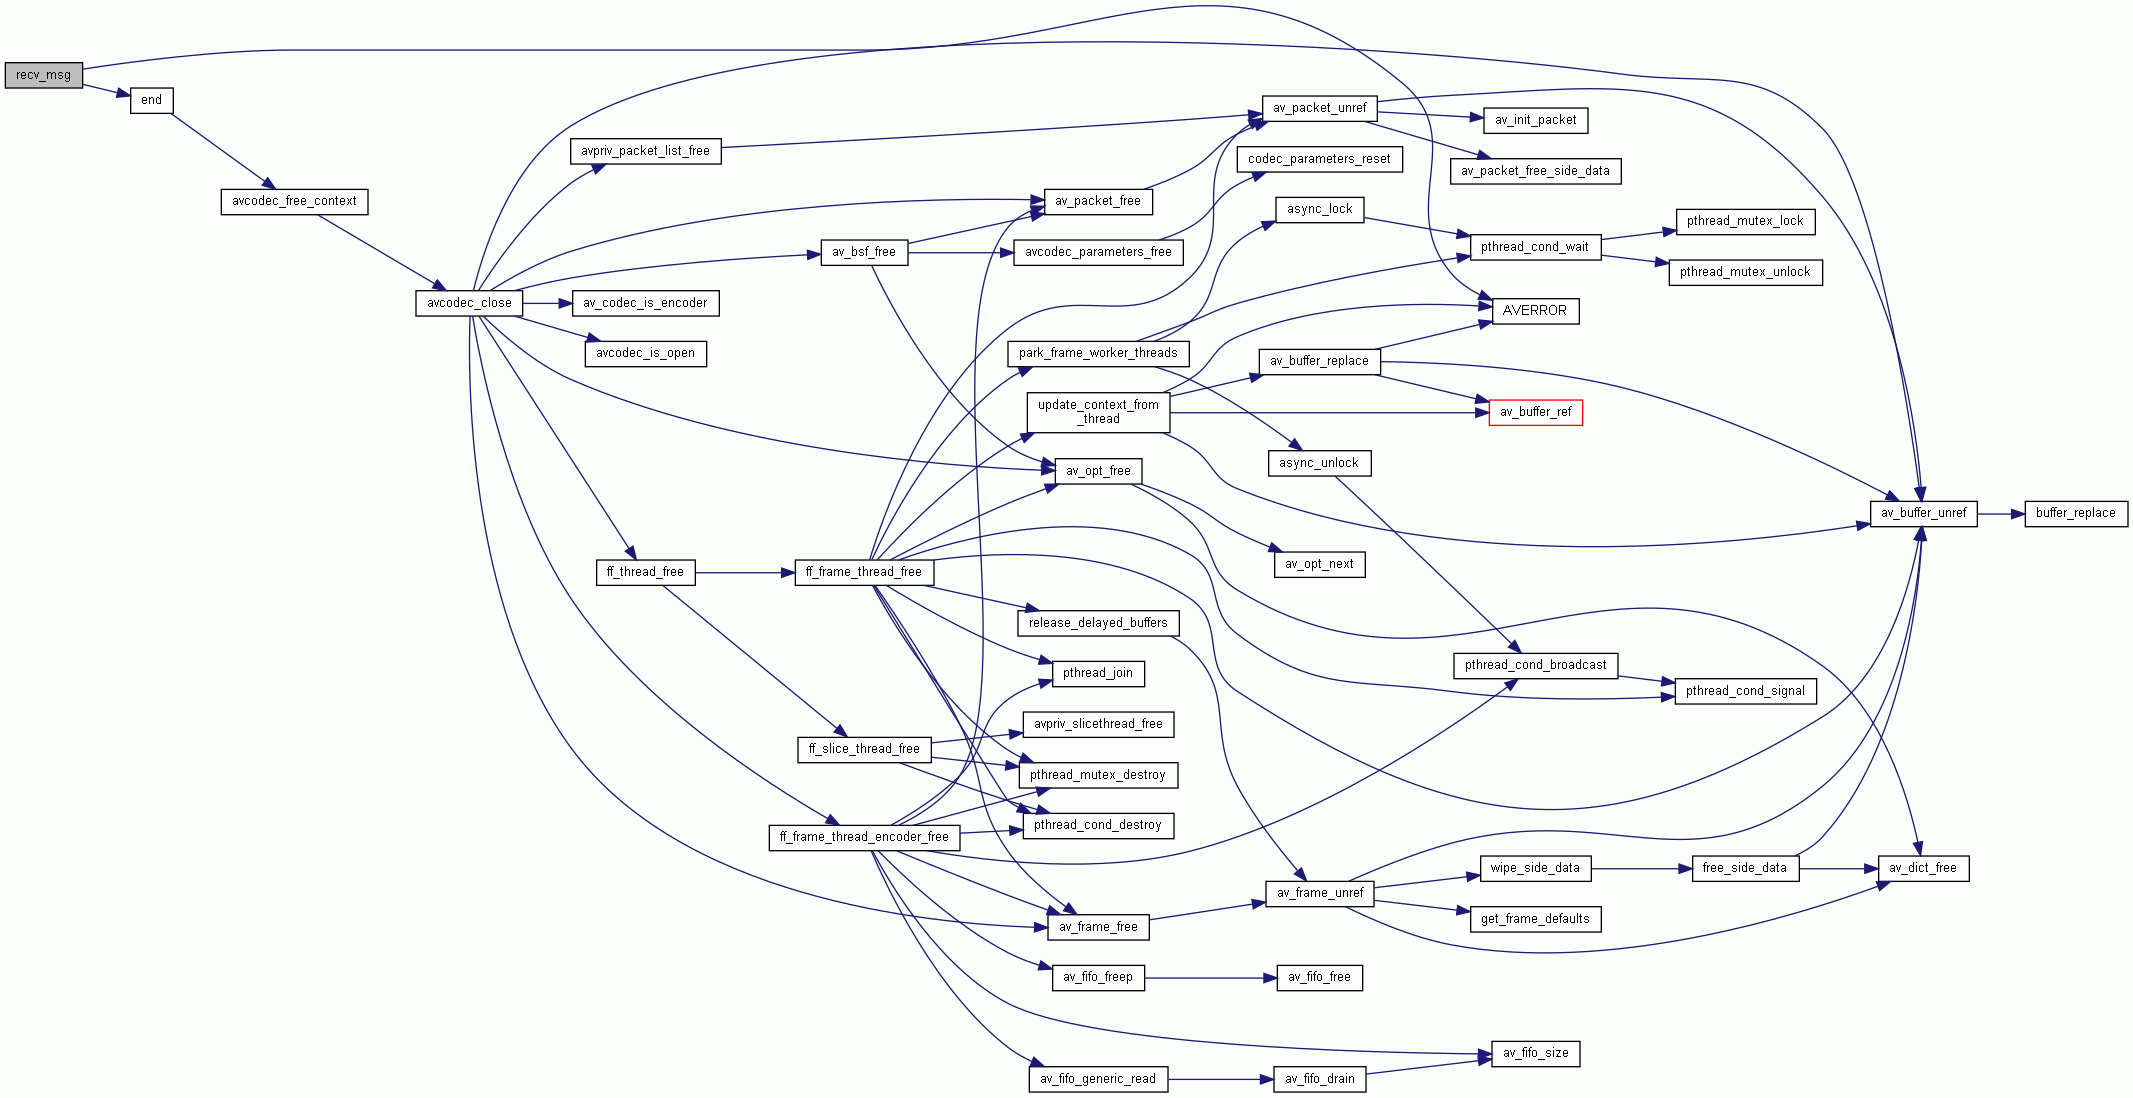 recv_msg
end
avcodec_free_context
avcodec_close
avpriv_packet_list_free
av_codec_is_encoder
avcodec_is_open
ff_thread_free
av_bsf_free
ff_frame_thread_free
ff_slice_thread_free
ff_frame_thread_encoder_free
av_packet_free
avcodec_parameters_free
park_frame_worker_threads
update_context_from
_thread
av_opt_free
release_delayed_buffers
pthread_join
avpriv_slicethread_free
pthread_mutex_destroy
pthread_cond_destroy
av_frame_free
av_fifo_freep
av_fifo_generic_read
av_packet_unref
codec_parameters_reset
async_lock
av_buffer_replace
async_unlock
av_opt_next
av_frame_unref
av_fifo_free
av_fifo_drain
av_init_packet
av_packet_free_side_data
pthread_cond_wait
AVERROR
av_buffer_ref
pthread_cond_broadcast
wipe_side_data
get_frame_defaults
av_fifo_size
pthread_mutex_lock
pthread_mutex_unlock
pthread_cond_signal
free_side_data
av_buffer_unref
av_dict_free
buffer_replace